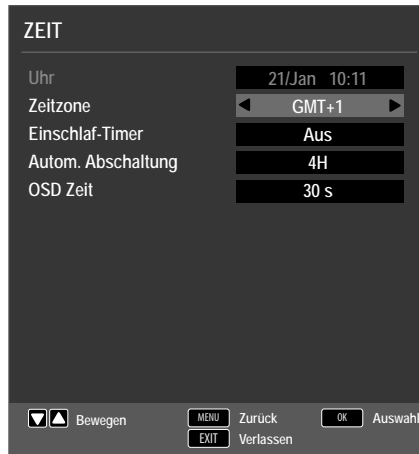 ZEIT
Uhr 21/Jan 10:11
Zeitzone GMT+1
Einschlaf-Timer Aus
Autom. Abschaltung 4H
OSD Zeit 30 s
Bewegen MENU Zurück OK Auswahl
EXIT Verlassen